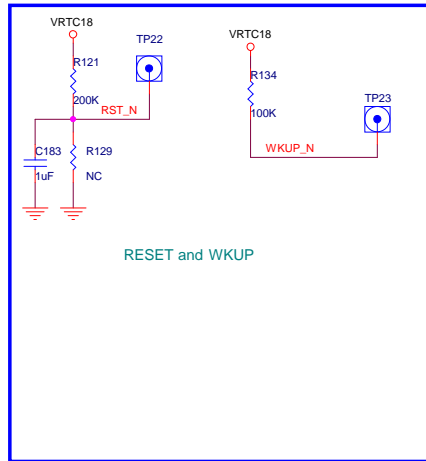 VRTC18
TP22
VRTC18
R121
200K
RST_N
R134
100K
TP23
C183
1uF
R129
NC
WKUP_N
RESET and WKUP